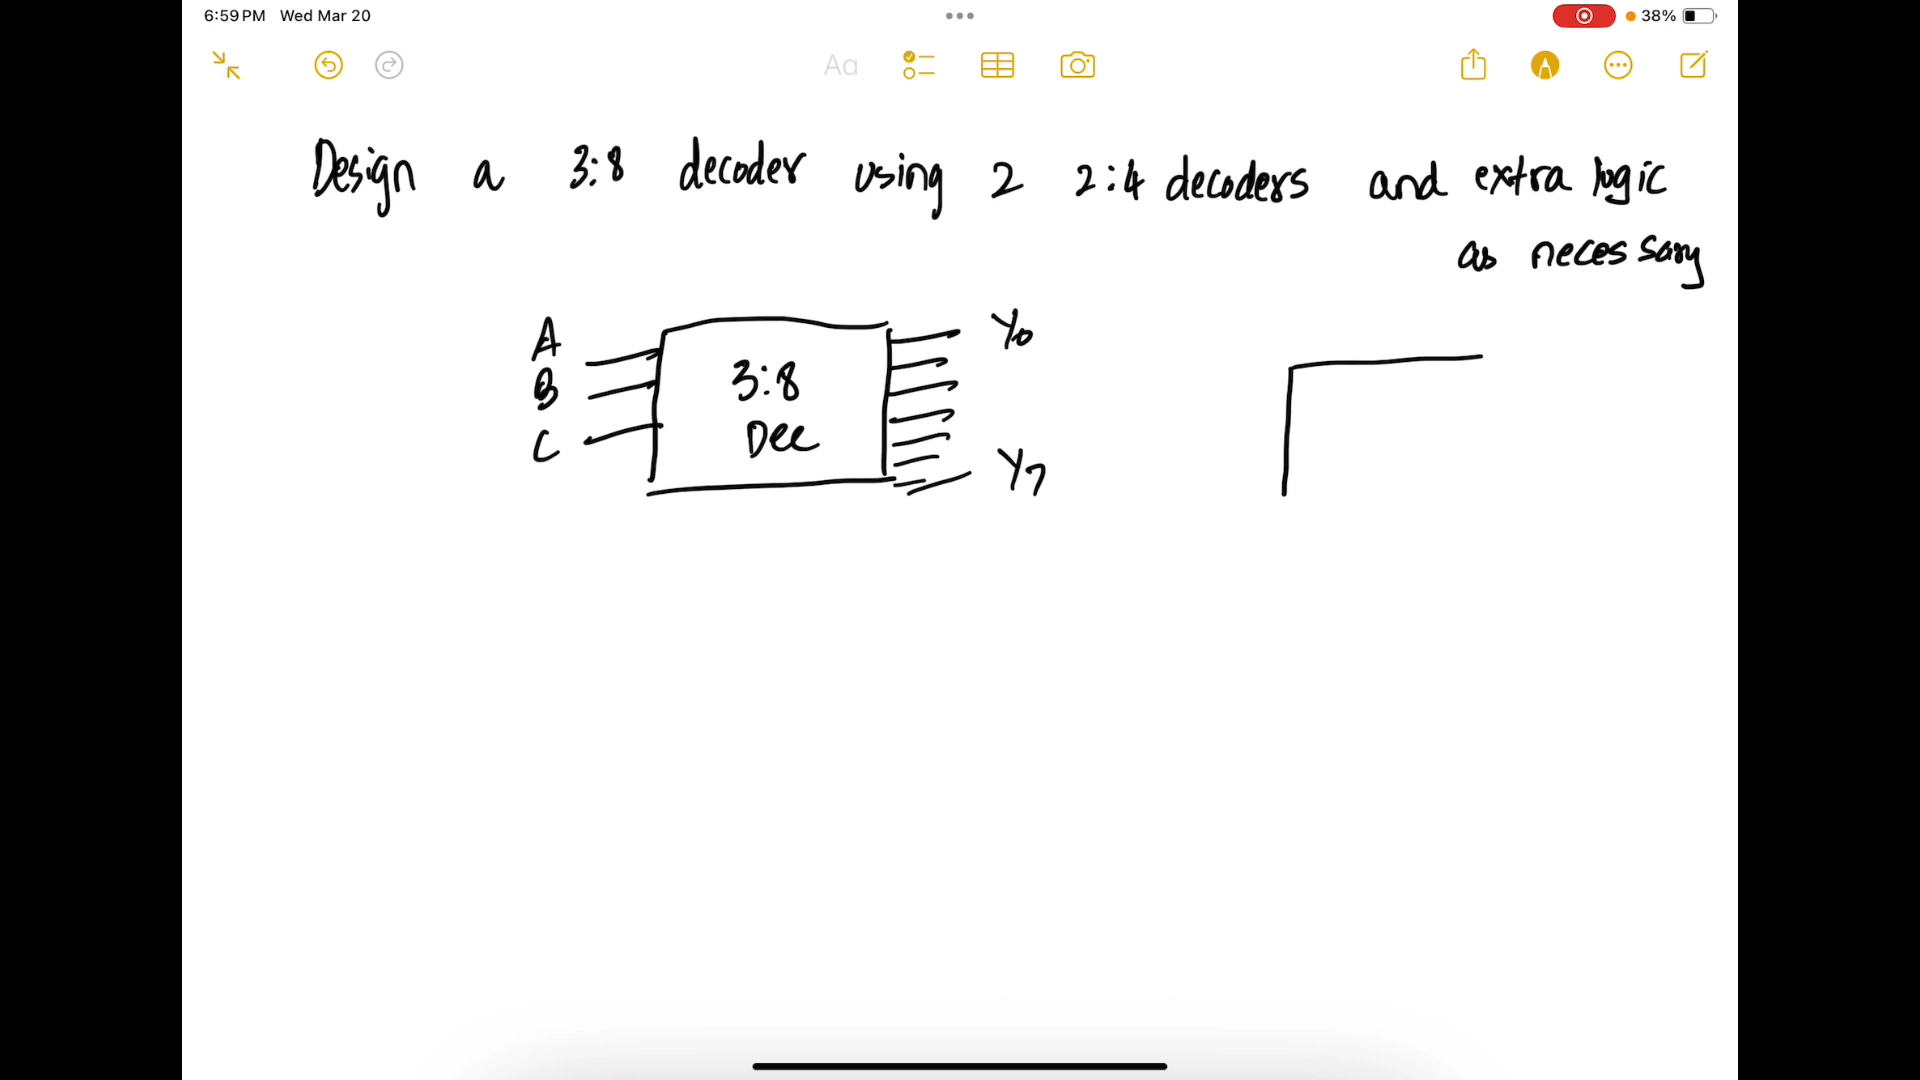 6:59 PM Wed Mar 20
38%
Aa
Design a 3:8 decoder using 2 2:4 decoders and extra logic
as necessary
A
B
C
3:8
Dec
Y0
Y7